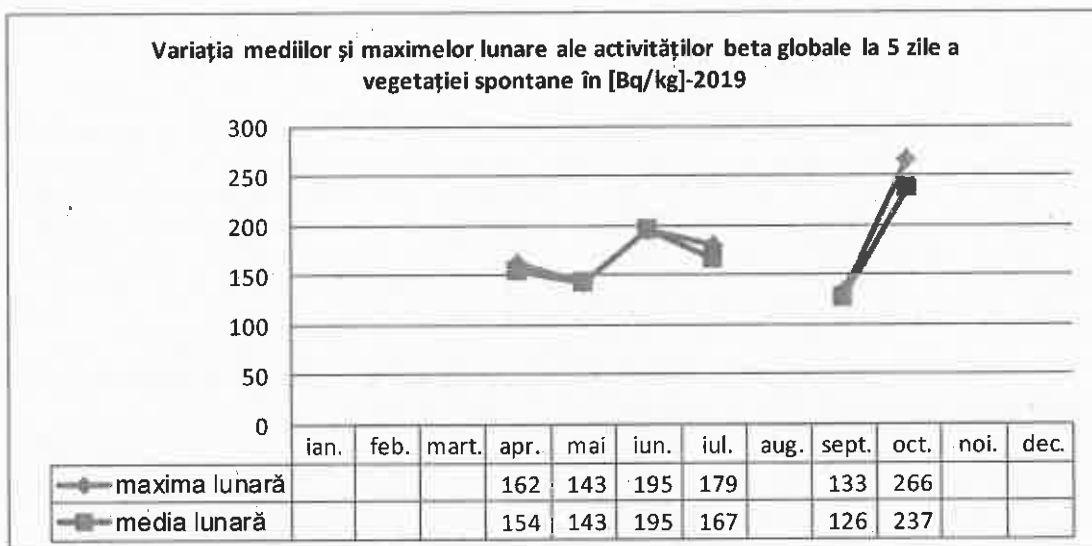 Variația mediilor și maximelor lunare ale activităților beta globale la 5 zile a
vegetației spontane în [Bq/kg]-2019
300
250
200
150
100
50
0
ian. feb. mart. apr. mai iun. iul. aug. sept. oct. noi. dec.
maxima lunară 162 143 195 179 133 266
media lunară 154 143 195 167 126 237